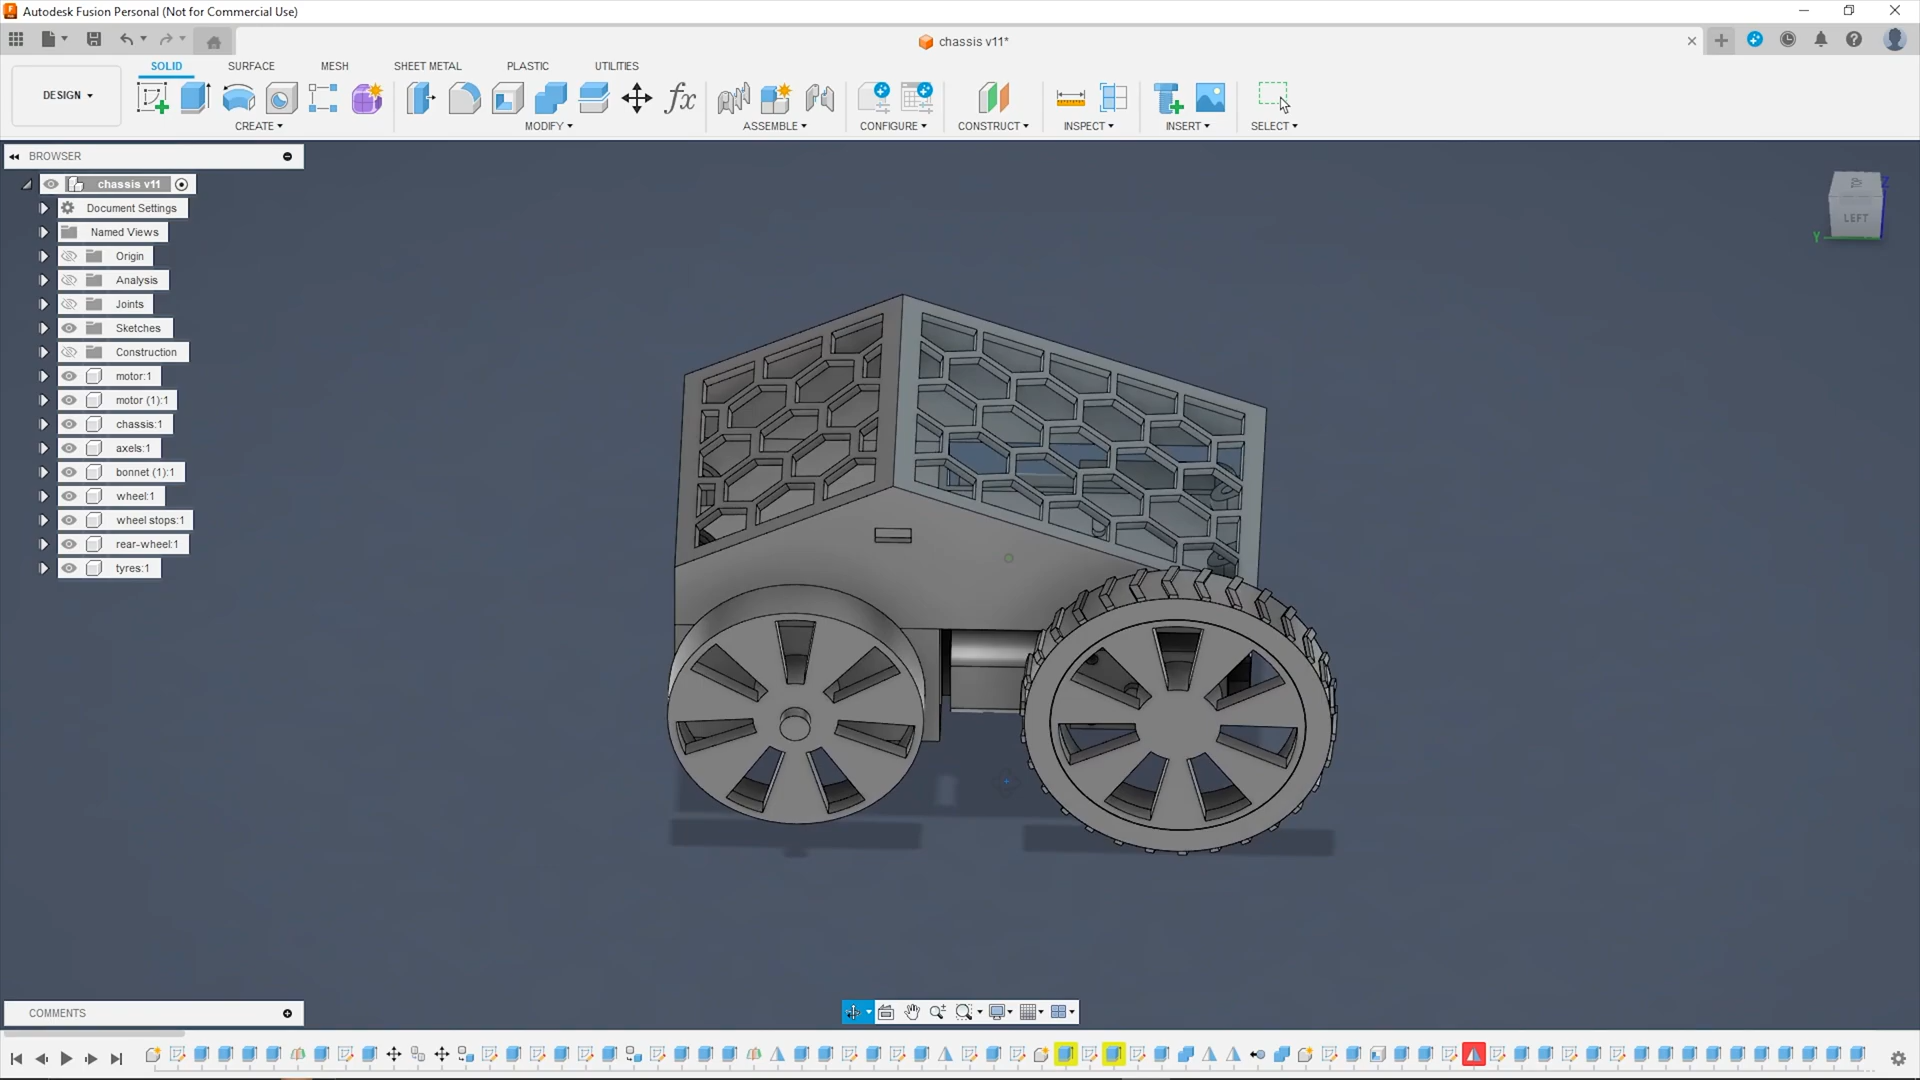 Autodesk Fusion Personal (Not for Commercial Use)
chassis v11*
DESIGN
SOLID
SURFACE
MESH
SHEET METAL
PLASTIC
UTILITIES
fx
CREATE
MODIFY
ASSEMBLE
CONFIGURE
CONSTRUCT
INSPECT
INSERT
SELECT
BROWSER
chassis v11
Document Settings
Named Views
Origin
Analysis
Joints
Sketches
Construction
motor:1
motor (1):1
chassis:1
axels:1
bonnet (1):1
wheel:1
wheel stops:1
rear-wheel:1
tyres:1
Z
LEFT
Y
COMMENTS